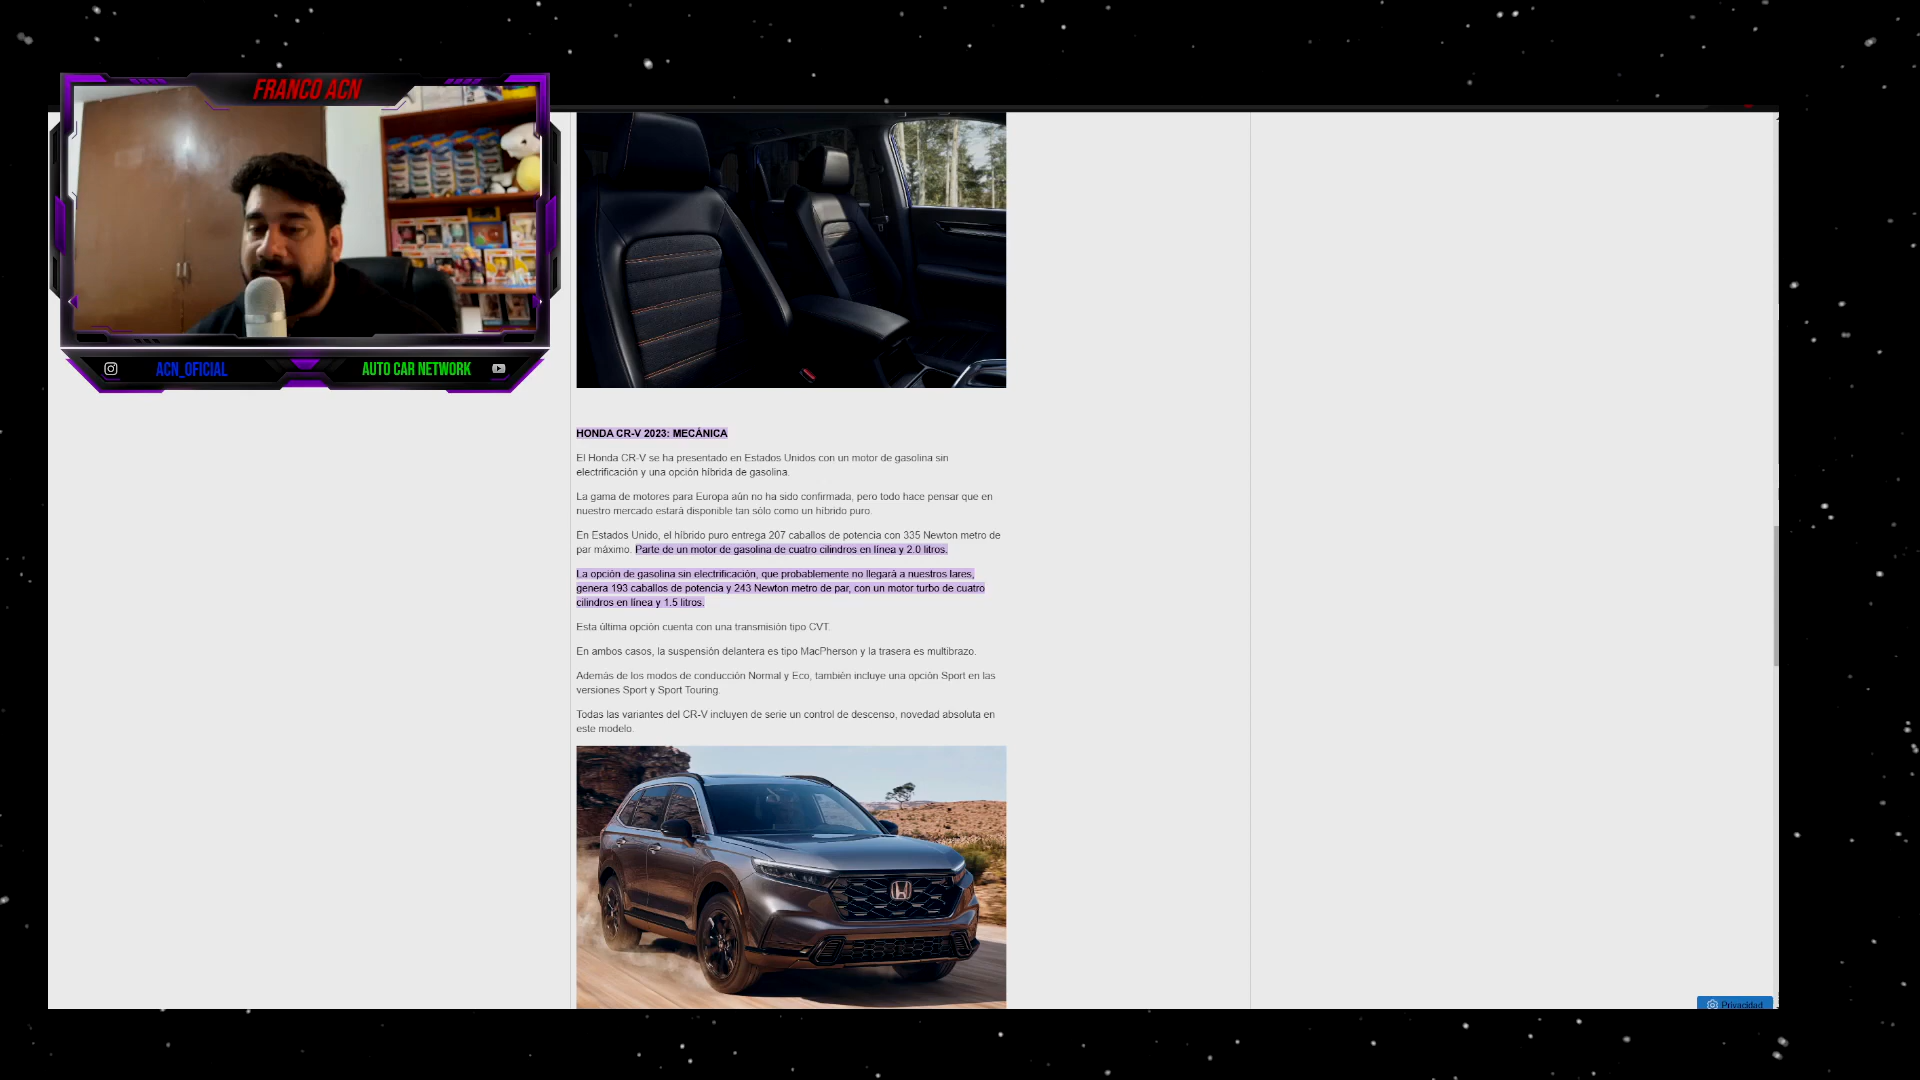 FRANCO ACN
ACN_OFICIAL
AUTO CAR NETWORK
HONDA CR-V 2023: MECÁNICA
El Honda CR-V se ha presentado en Estados Unidos con un motor de gasolina sin
electrificación y una opción híbrida de gasolina.
La gama de motores para Europa aún no ha sido confirmada, pero todo hace pensar que en
nuestro mercado estará disponible tan sólo como un híbrido puro.
En Estados Unido, el híbrido puro entrega 207 caballos de potencia con 335 Newton metro de
par máximo. Parte de un motor de gasolina de cuatro cilindros en línea y 2.0 litros.
La opción de gasolina sin electrificación, que probablemente no llegará a nuestros lares,
genera 193 caballos de potencia y 243 Newton metro de par, con un motor turbo de cuatro
cilindros en línea y 1.5 litros.
Esta última opción cuenta con una transmisión tipo CVT.
En ambos casos, la suspensión delantera es tipo MacPherson y la trasera es multibrazo.
Además de los modos de conducción Normal y Eco, también incluye una opción Sport en las
versiones Sport y Sport Touring.
Todas las variantes del CR-V incluyen de serie un control de descenso, novedad absoluta en
este modelo.
Privacidad